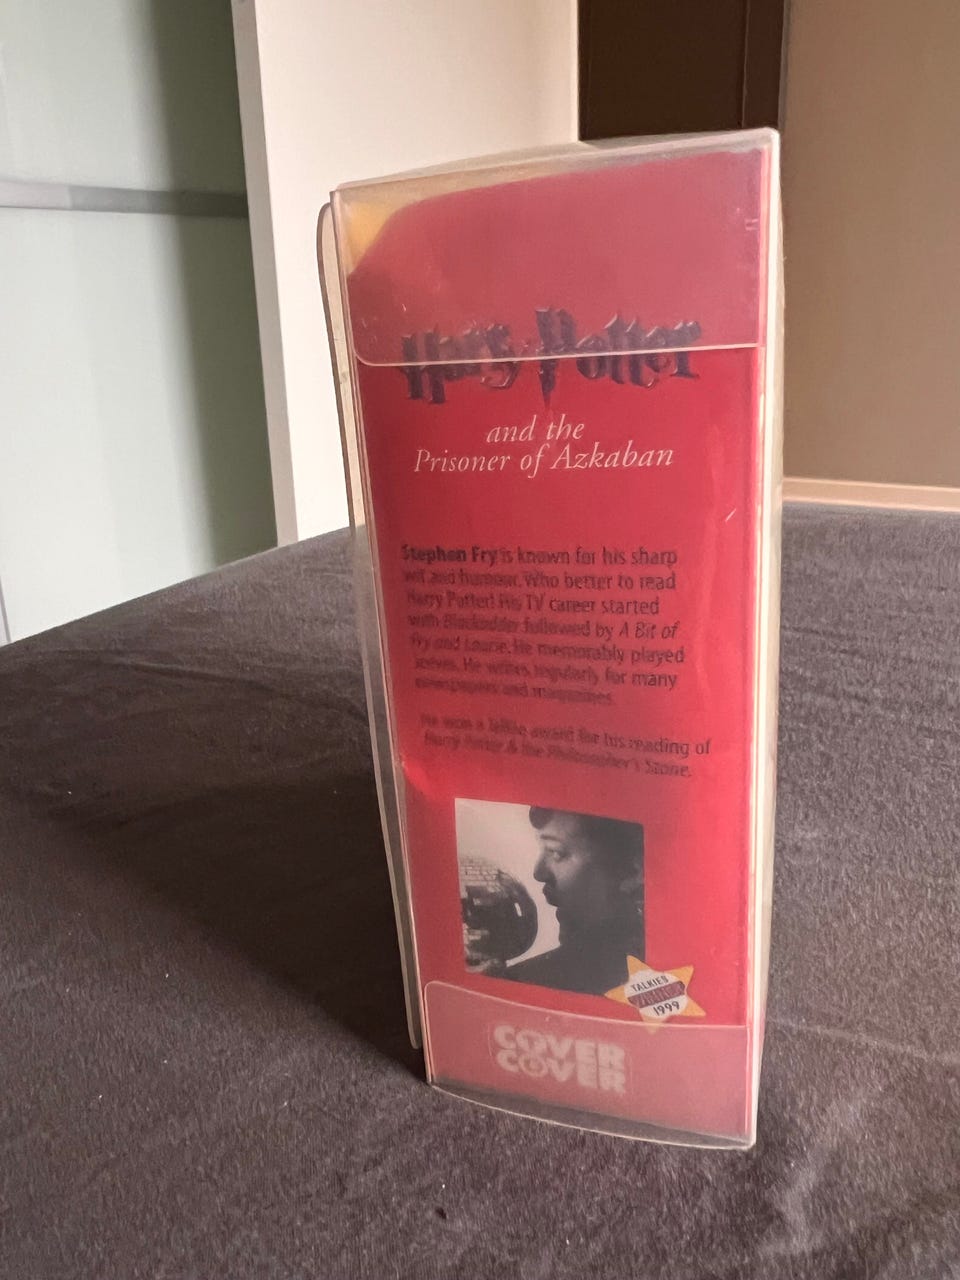 Harry Potter
and the
Prisoner of Azkaban
Stephen Fry is known for his sharp
wit and humour. Who better to read
Harry Potter! His TV career started
with Blackadder followed by A Bit of
Fry and Laurie. He memorably played
Jeeves. He writes regularly for many
newspapers and magazines.
He won a Talkie award for his reading of
Harry Potter & the Philosopher's Stone.
TALKIES
WINNER
1999
COVER
COVER